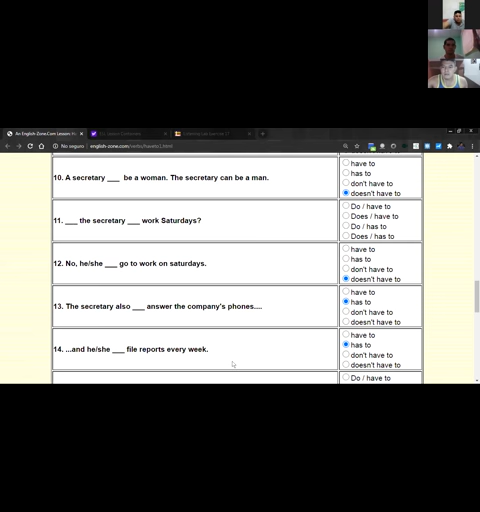 An English-Zone.Com Lesson: H
No seguro
english-zone.com/verbs/haveto1.html
10. A secretary ___ be a woman. The secretary can be a man.
have to
has to
don't have to
doesn't have to
11. ___ the secretary ___ work Saturdays?
Do / have to
Does / have to
Do / has to
Does / has to
12. No, he/she ___ go to work on saturdays.
have to
has to
don't have to
doesn't have to
13. The secretary also ___ answer the company's phones....
have to
has to
don't have to
doesn't have to
14. ...and he/she ___ file reports every week.
have to
has to
don't have to
doesn't have to
Do / have to